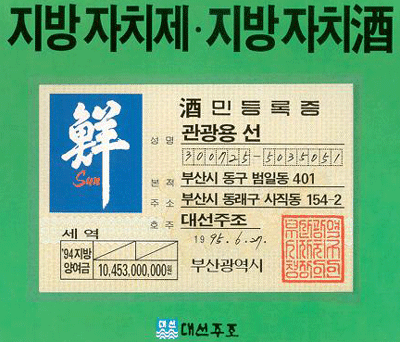 지방 자치제·지방 자치酒
鮮
Sun
酒민등록증
성 명 관광용 선
300725-5035051
본 적 부산시 동구 범일동 401
주 소 부산시 동래구 사직동 154-2
호 주 대선주조
세 역
1995.6.27.
'94지방
양여금 10,453,000,000원
부산광역시
대선 대선주조